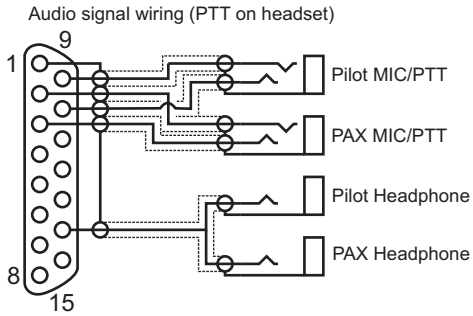 Audio signal wiring (PTT on headset)
9
1
Pilot MIC/PTT
PAX MIC/PTT
Pilot Headphone
PAX Headphone
8
15